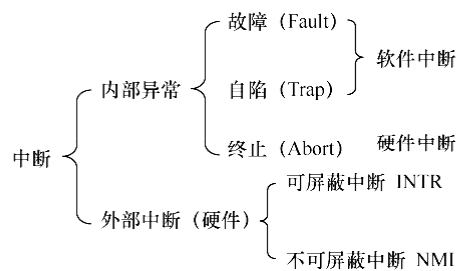 故障（Fault）
软件中断
内部异常
自陷（Trap）
终止（Abort）
硬件中断
中断
可屏蔽中断 INTR
外部中断（硬件）
不可屏蔽中断 NMI